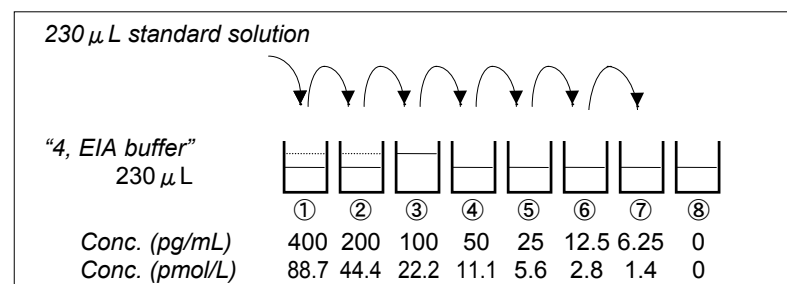 230 μL standard solution
“4, EIA buffer”
230 μL
① ② ③ ④ ⑤ ⑥ ⑦ ⑧
Conc. (pg/mL) 400 200 100 50 25 12.5 6.25 0
Conc. (pmol/L) 88.7 44.4 22.2 11.1 5.6 2.8 1.4 0